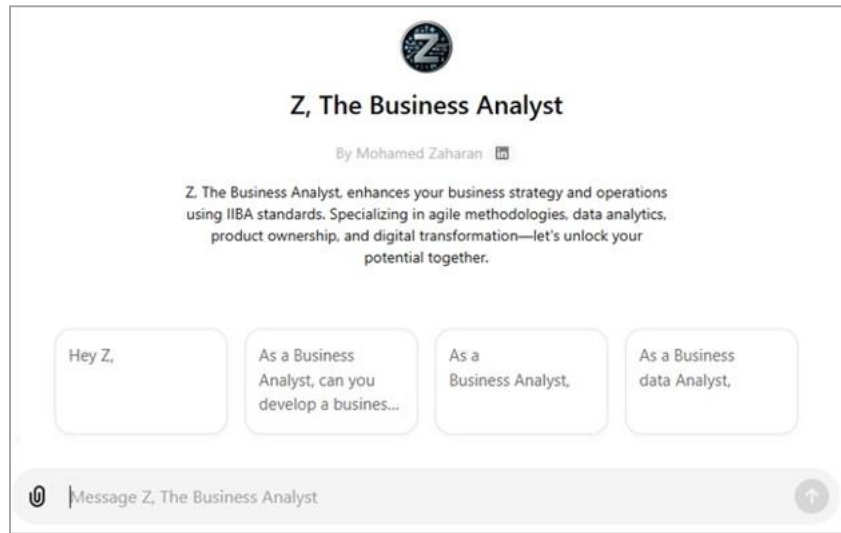 Z
Z, The Business Analyst
By Mohamed Zaharan in
Z, The Business Analyst, enhances your business strategy and operations
using IIBA standards. Specializing in agile methodologies, data analytics,
product ownership, and digital transformation—let's unlock your
potential together.
Hey Z,
As a Business
Analyst, can you
develop a busines...
As a
Business Analyst,
As a Business
data Analyst,
Message Z, The Business Analyst